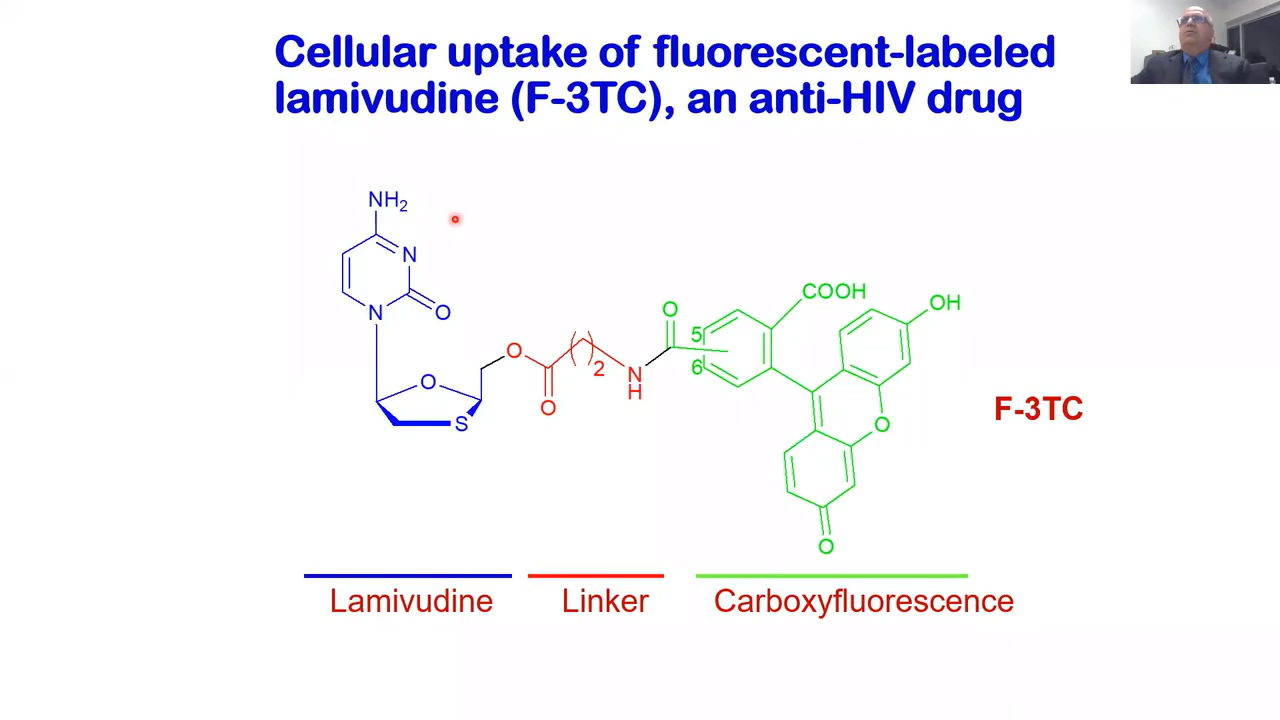 Cellular uptake of fluorescent-labeled
lamivudine (F-3TC), an anti-HIV drug
NH2
N
N
O
O
S
O
O
( )2
N
H
O
5
6
COOH
OH
O
O
F-3TC
Lamivudine
Linker
Carboxyfluorescence